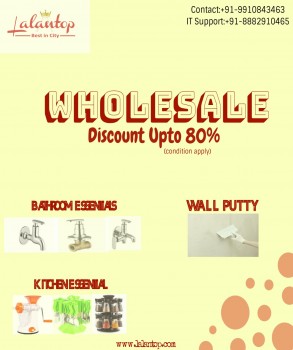 Lalantop
Best in City
Contact:+91-9910843463
IT Support:+91-8882910465
WHOLESALE
Discount Upto 80%
(condition apply)
BATHROOM ESSENTIALS
WALL PUTTY
KITCHEN ESSENTIAL
www.lalantop.com